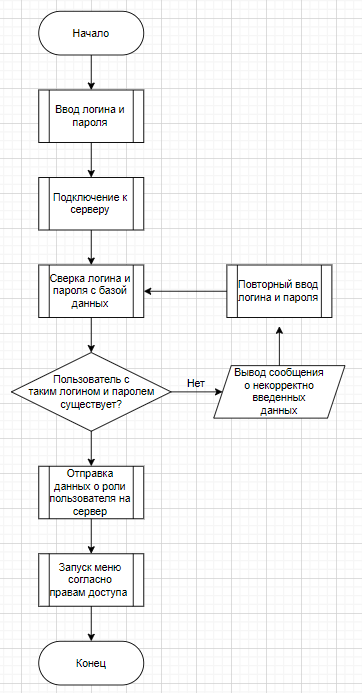 Начало
Ввод логина и
пароля
Подключение к
серверу
Сверка логина и
пароля с базой
данных
Повторный ввод
логина и пароля
Пользователь с
таким логином и паролем
существует?
Нет
Вывод сообщения
о некорректно
введенных
данных
Отправка
данных о роли
пользователя на
сервер
Запуск меню
согласно
правам доступа
Конец